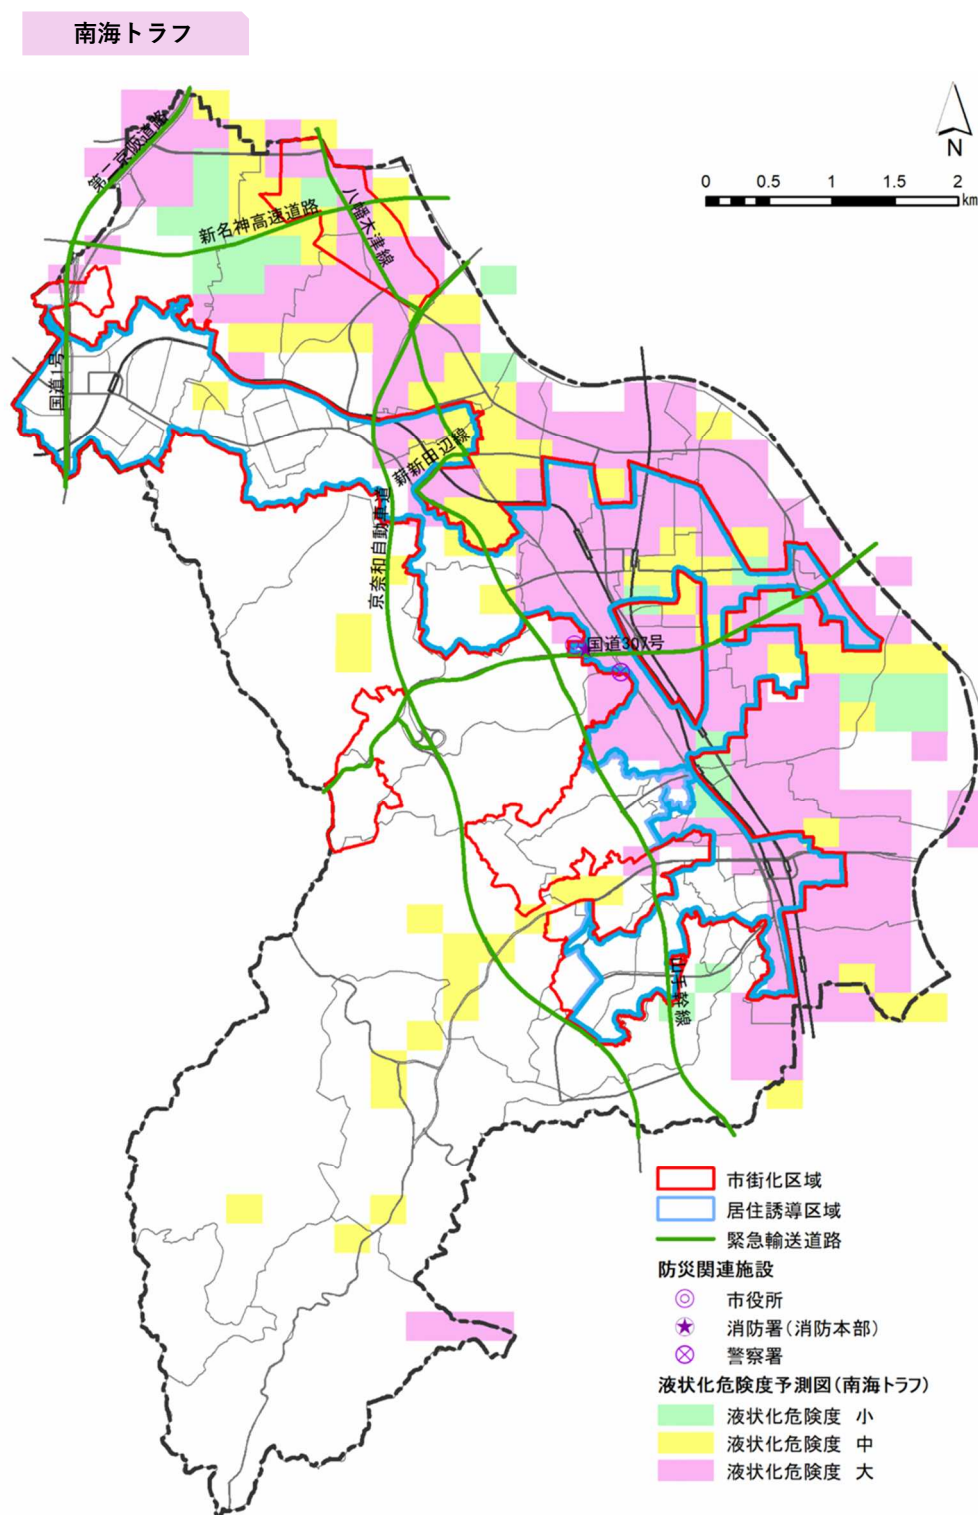 南海トラフ
N
0 0.5 1 1.5 2
km
第二京阪道路
新名神高速道路
八幡木津線
国道1号
薪新田辺線
京奈和自動車道
国道307号
山手幹線
市街化区域
居住誘導区域
緊急輸送道路
防災関連施設
市役所
消防署(消防本部)
警察署
液状化危険度予測図(南海トラフ)
液状化危険度 小
液状化危険度 中
液状化危険度 大